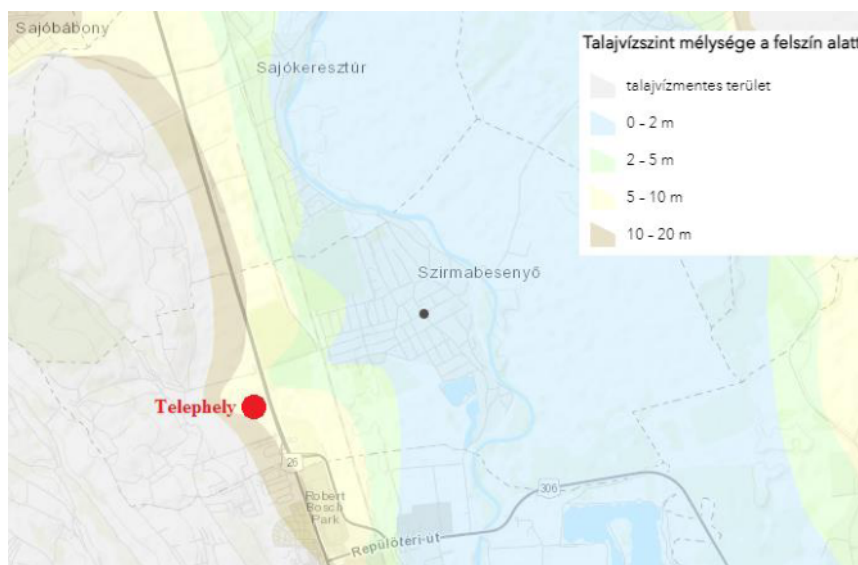 Sajóbábony
Sajókeresztúr
Talajvízszint mélysége a felszín alatt
talajvízmentes terület
0 - 2 m
2 - 5 m
5 - 10 m
10 - 20 m
Szirmabesenyő
Telephely
26
306
Robert
Bosch
Park
Repülőtéri-út